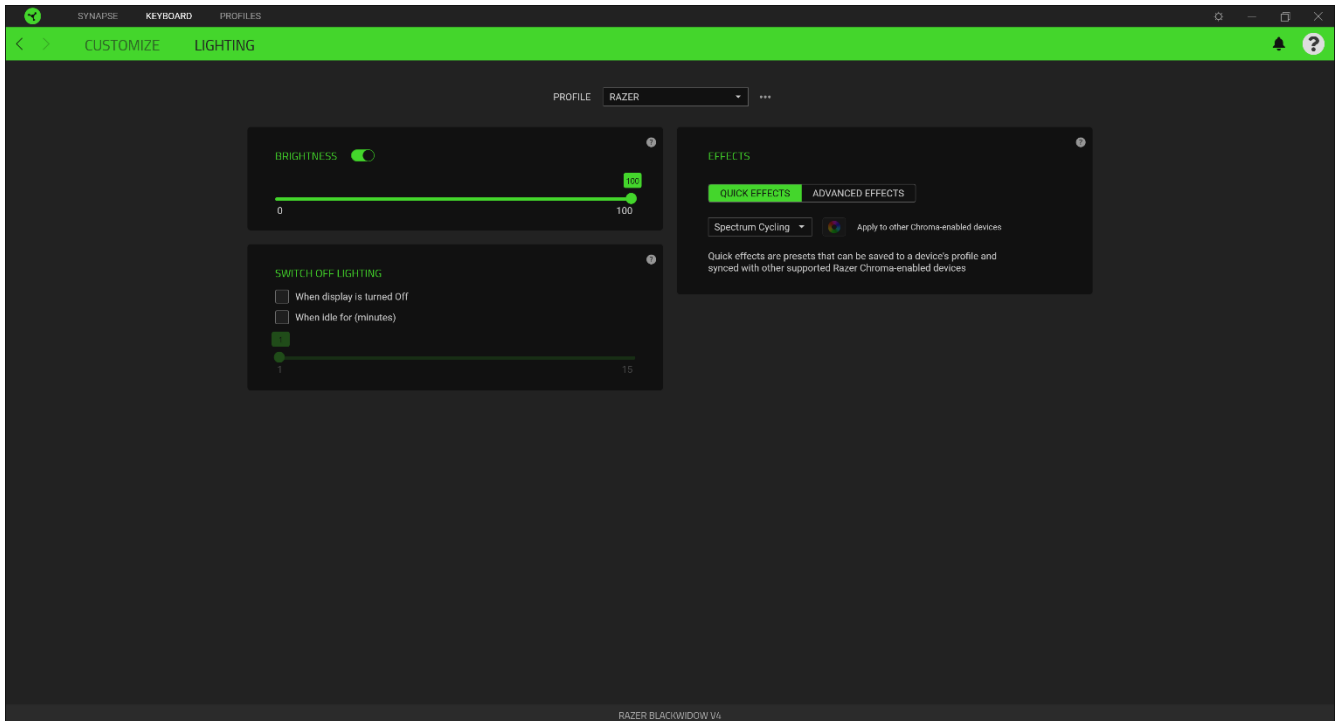 SYNAPSE KEYBOARD PROFILES
CUSTOMIZE LIGHTING
?
PROFILE RAZER
BRIGHTNESS
?
100
0 100
SWITCH OFF LIGHTING
?
When display is turned Off
When idle for (minutes)
1
1 15
EFFECTS
?
QUICK EFFECTS ADVANCED EFFECTS
Spectrum Cycling Apply to other Chroma-enabled devices
Quick effects are presets that can be saved to a device's profile and
synced with other supported Razer Chroma-enabled devices
RAZER BLACKWIDOW V4